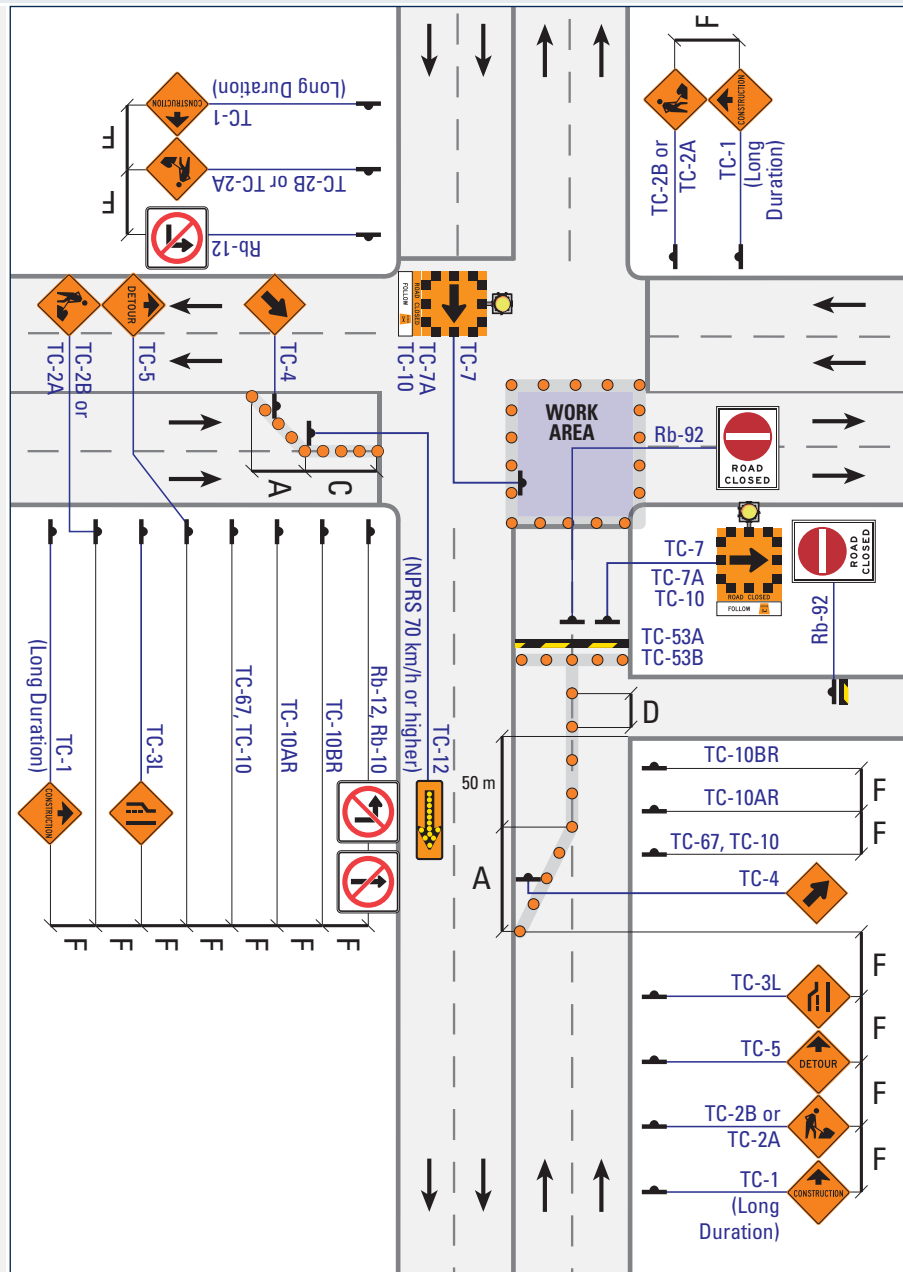 F
TC-1
(Long Duration)
CONSTRUCTION
F
TC-2B or TC-2A
F
Rb-12
F
CONSTRUCTION
TC-2B or
TC-2A
TC-1
(Long
Duration)
TC-2B or
TC-2A
DETOUR
TC-5
TC-4
ROAD CLOSED
FOLLOW
TC-7
TC-7A
TC-10
A
C
WORK
AREA
Rb-92
ROAD
CLOSED
TC-7
TC-7A
TC-10
ROAD CLOSED
FOLLOW
ROAD
CLOSED
Rb-92
TC-53A
TC-53B
D
50 m
A
TC-1
(Long Duration)
CONSTRUCTION
TC-3L
TC-67, TC-10
TC-10AR
TC-10BR
Rb-12, Rb-10
TC-12
(NPRS 70 km/h or higher)
F
F
F
F
F
F
F
TC-10BR
F
TC-10AR
F
TC-67, TC-10
TC-4
F
TC-3L
F
TC-5
DETOUR
F
TC-2B or
TC-2A
F
TC-1
(Long
Duration)
CONSTRUCTION